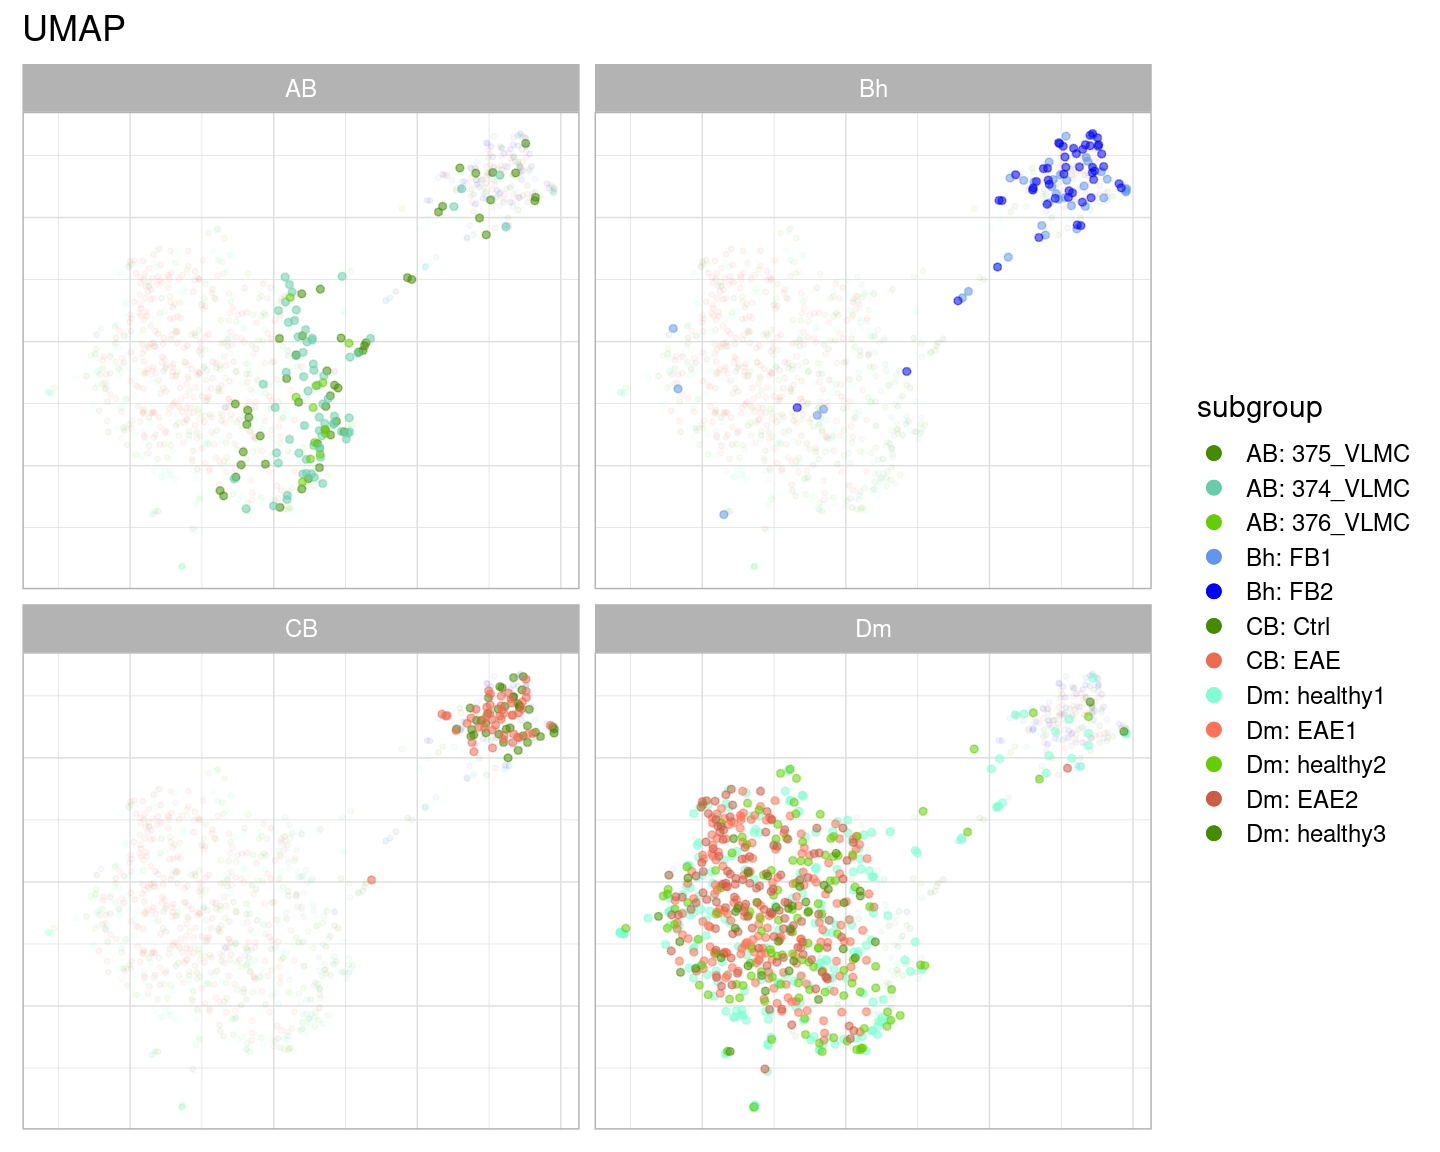 UMAP
AB
Bh
CB
Dm
subgroup
AB: 375_VLMC
AB: 374_VLMC
AB: 376_VLMC
Bh: FB1
Bh: FB2
CB: Ctrl
CB: EAE
Dm: healthy1
Dm: EAE1
Dm: healthy2
Dm: EAE2
Dm: healthy3